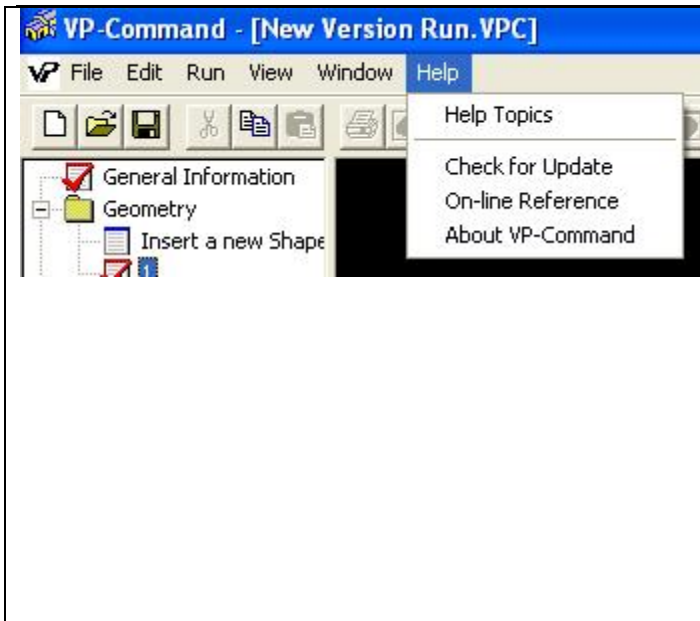 VP-Command - [New Version Run.VPC]
VP File Edit Run View Window Help
Help Topics
Check for Update
On-line Reference
About VP-Command
General Information
Geometry
Insert a new Shape
1